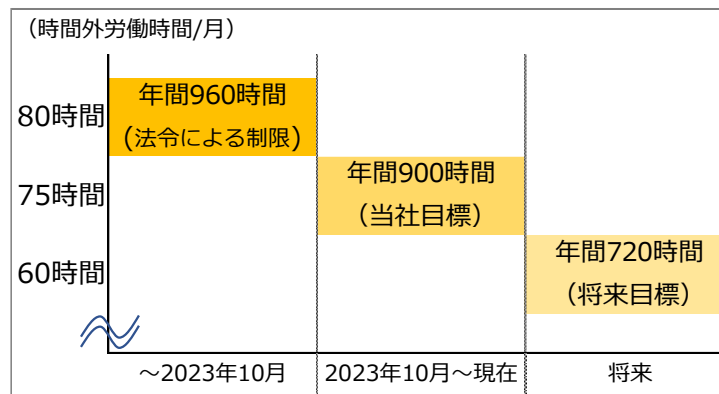 （時間外労働時間/月）
80時間
年間960時間
(法令による制限)
75時間
年間900時間
（当社目標）
60時間
年間720時間
（将来目標）
～2023年10月
2023年10月～現在
将来